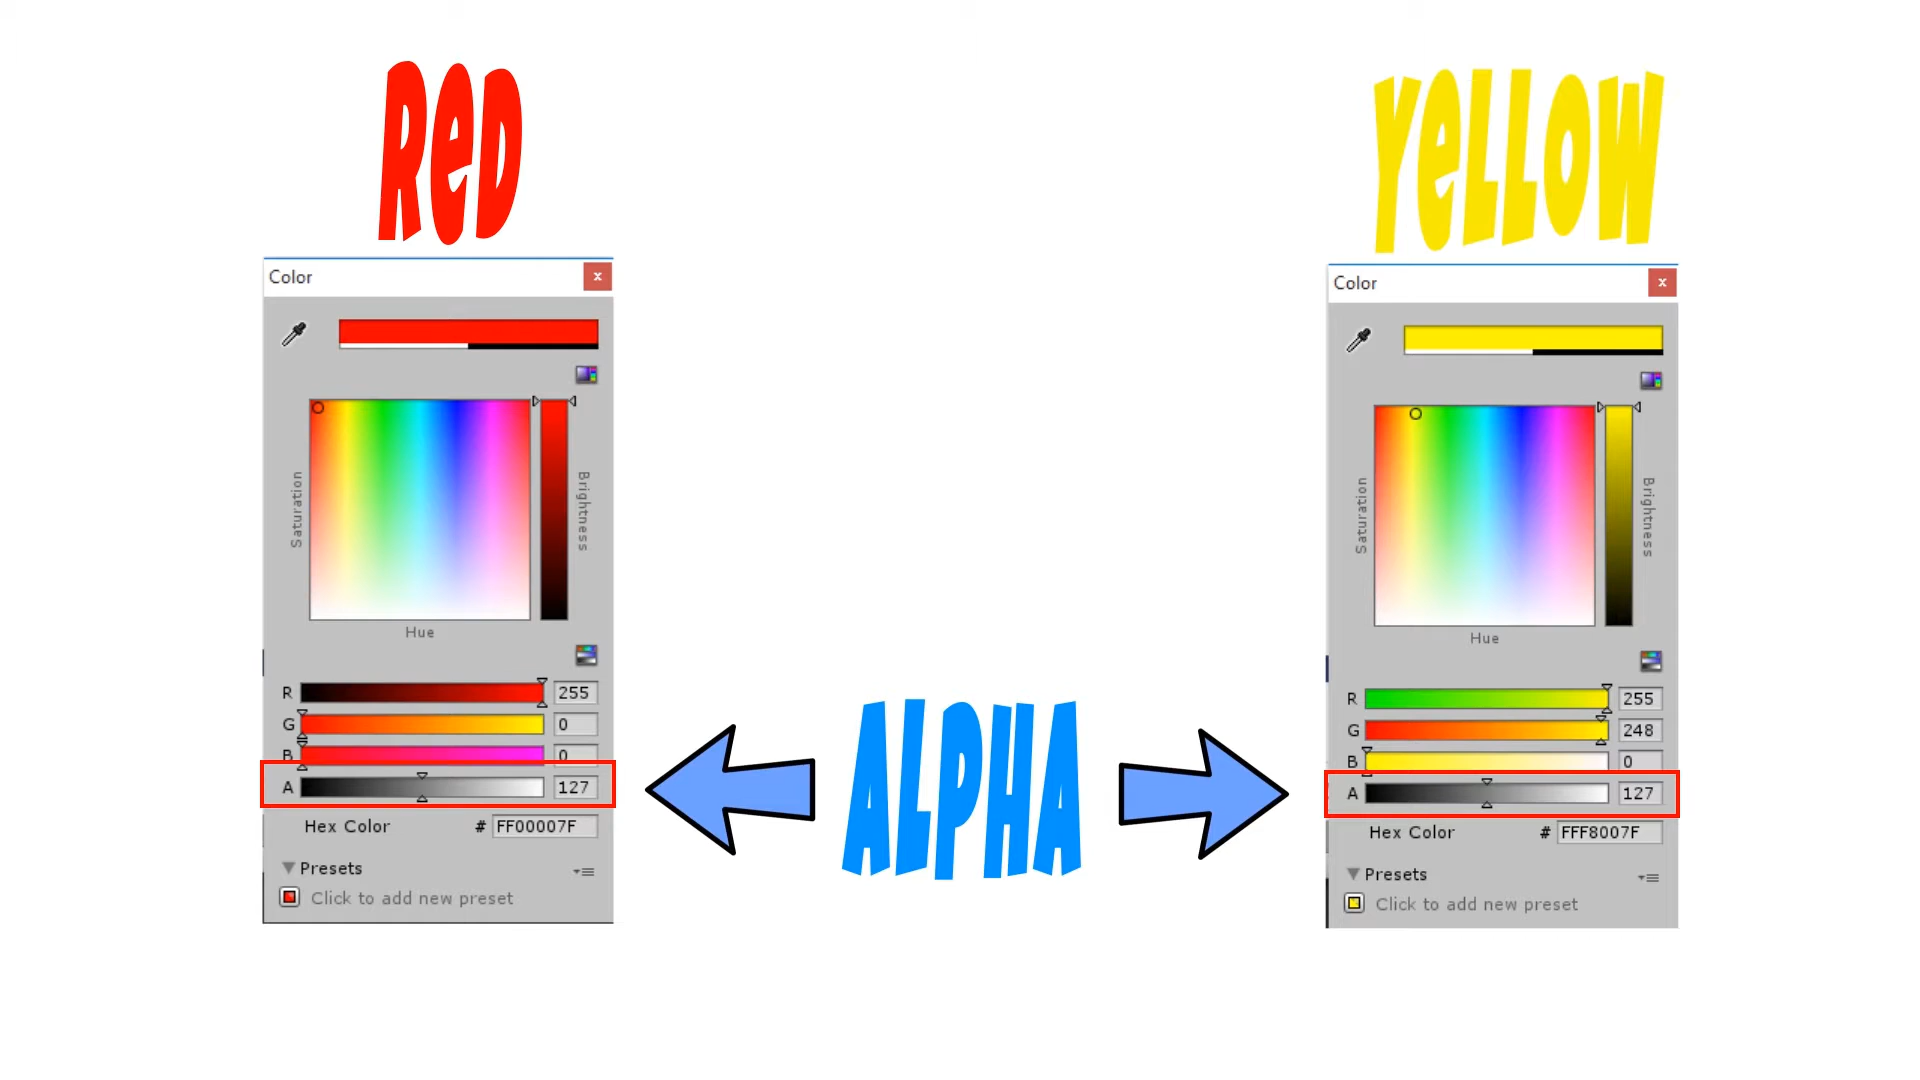 ReD
YeLLOW
Color
x
Saturation
Brightness
Hue
R 255
G 0
B 0
A 127
Hex Color # FF00007F
Presets
Click to add new preset
ALPHA
Color
x
Saturation
Brightness
Hue
R 255
G 248
B 0
A 127
Hex Color # FFF8007F
Presets
Click to add new preset